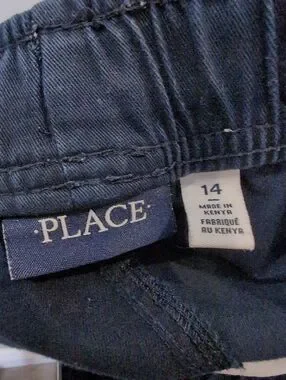 ·PLACE·
14
MADE IN
KENYA
FABRIQUÉ
AU KENYA